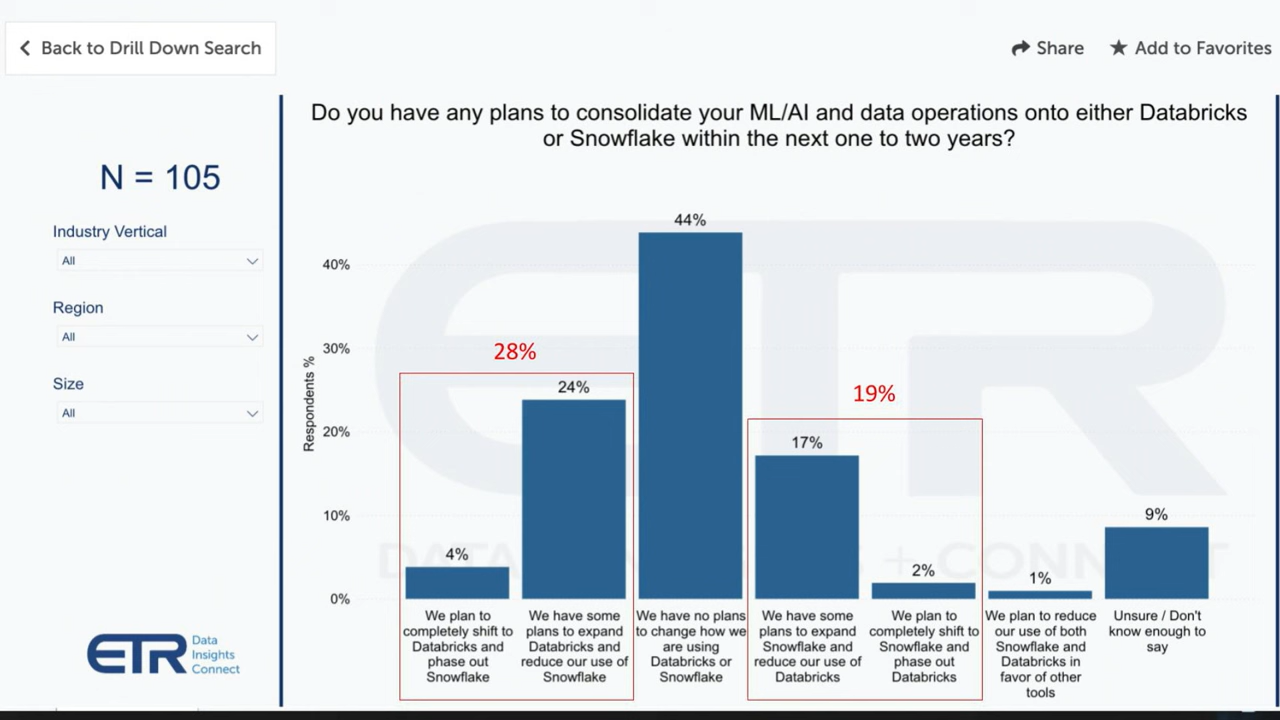 Back to Drill Down Search
Share
Add to Favorites
Do you have any plans to consolidate your ML/AI and data operations onto either Databricks
or Snowflake within the next one to two years?
N = 105
Industry Vertical
All
Region
All
Size
All
ETR
Data
Insights
Connect
Respondents %
40%
30%
20%
10%
0%
28%
19%
4%
24%
44%
17%
2%
1%
9%
We plan to
completely shift to
Databricks and
phase out
Snowflake
We have some
plans to expand
Databricks and
reduce our use of
Snowflake
We have no plans
to change how we
are using
Databricks or
Snowflake
We have some
plans to expand
Snowflake and
reduce our use of
Databricks
We plan to
completely shift to
Snowflake and
phase out
Databricks
We plan to reduce
our use of both
Snowflake and
Databricks in
favor of other
tools
Unsure / Don't
know enough to
say